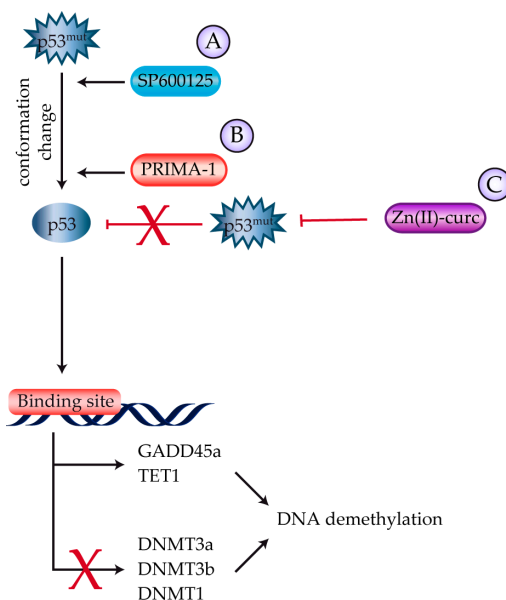 p53mut
A
SP600125
conformation
change
B
PRIMA-1
C
p53
p53mut
Zn(II)-curc
Binding site
GADD45a
TET1
DNA demethylation
DNMT3a
DNMT3b
DNMT1